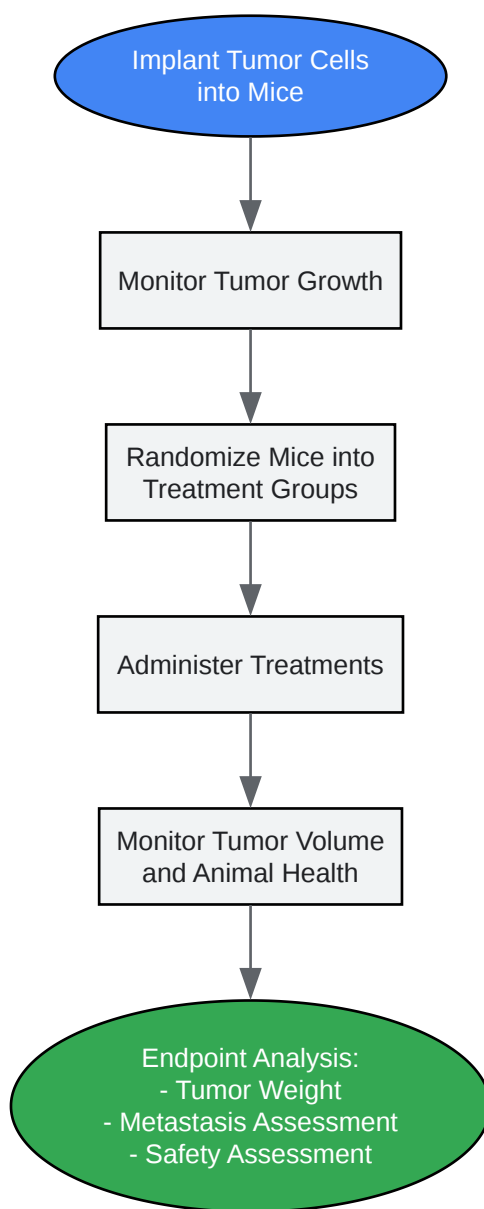 Implant Tumor Cells
into Mice
Monitor Tumor Growth
Randomize Mice into
Treatment Groups
Administer Treatments
Monitor Tumor Volume
and Animal Health
Endpoint Analysis:
- Tumor Weight
- Metastasis Assessment
- Safety Assessment